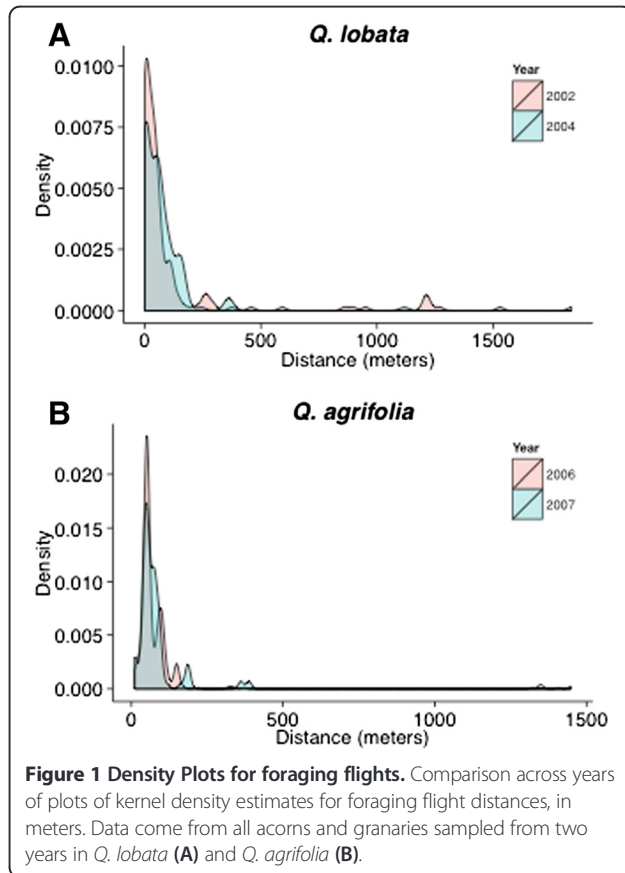 A
Q. lobata
Density
0.0100
0.0075
0.0050
0.0025
0.0000
Year
2002
2004
0
500
1000
1500
Distance (meters)
B
Q. agrifolia
Density
0.020
0.015
0.010
0.005
0.000
Year
2006
2007
0
500
1000
1500
Distance (meters)
Figure 1 Density Plots for foraging flights. Comparison across years
of plots of kernel density estimates for foraging flight distances, in
meters. Data come from all acorns and granaries sampled from two
years in Q. lobata (A) and Q. agrifolia (B).